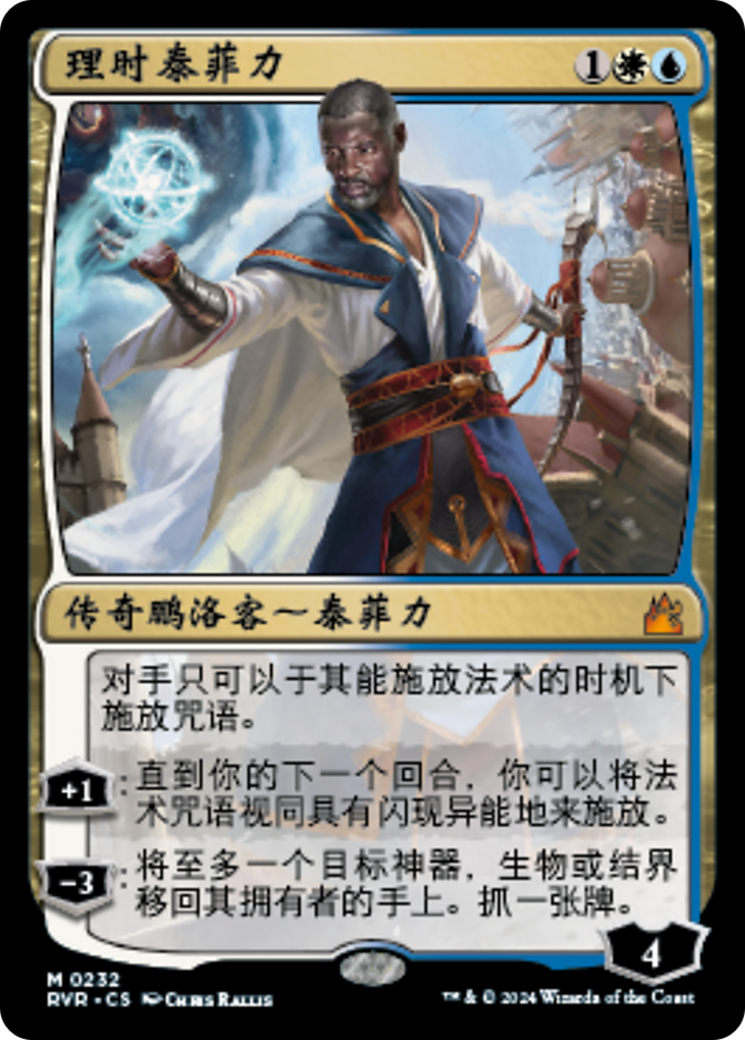 理时泰菲力
1
传奇鹏洛客～泰菲力
对手只可以于其能施放法术的时机下
施放咒语。
+1：直到你的下一个回合，你可以将法
术咒语视同具有闪现异能地来施放。
-3：将至多一个目标神器，生物或结界
移回其拥有者的手上。抓一张牌。
4
M 0232
RVR • CS Chris Rallis
™ & © 2024 Wizards of the Coast